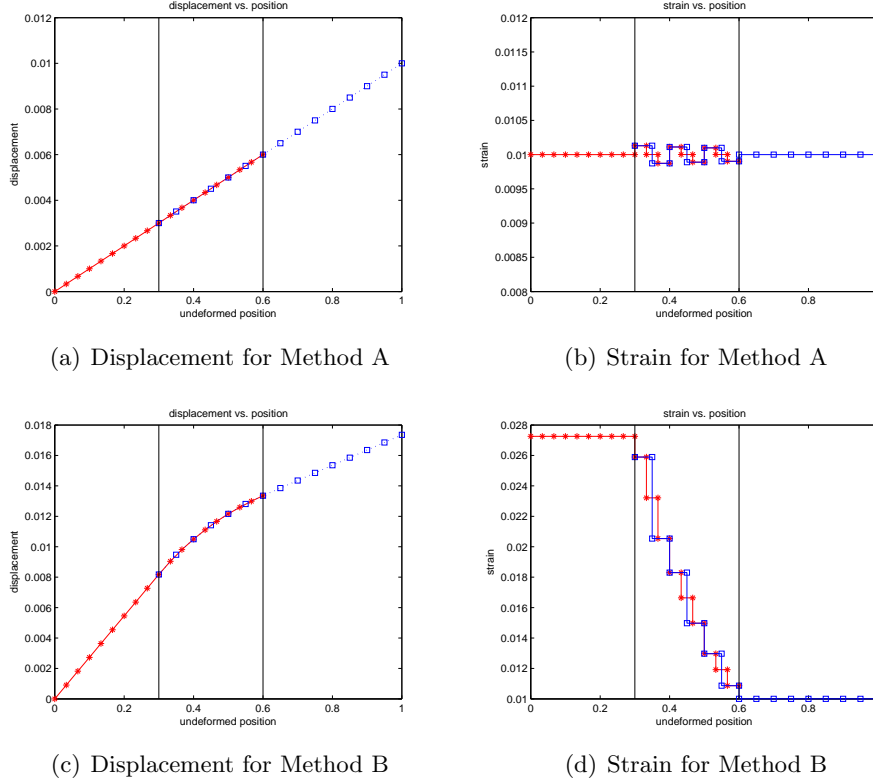 displacement vs. position
0.012
0.01
0.008
0.006
0.004
0.002
0
displacement
0 0.2 0.4 0.6 0.8 1
undeformed position
(a) Displacement for Method A
strain vs. position
0.012
0.0115
0.011
0.0105
0.01
0.0095
0.009
0.0085
0.008
strain
0 0.2 0.4 0.6 0.8
undeformed position
(b) Strain for Method A
displacement vs. position
0.018
0.016
0.014
0.012
0.01
0.008
0.006
0.004
0.002
0
displacement
0 0.2 0.4 0.6 0.8 1
undeformed position
(c) Displacement for Method B
strain vs. position
0.028
0.026
0.024
0.022
0.02
0.018
0.016
0.014
0.012
0.01
strain
0 0.2 0.4 0.6 0.8
undeformed position
(d) Strain for Method B